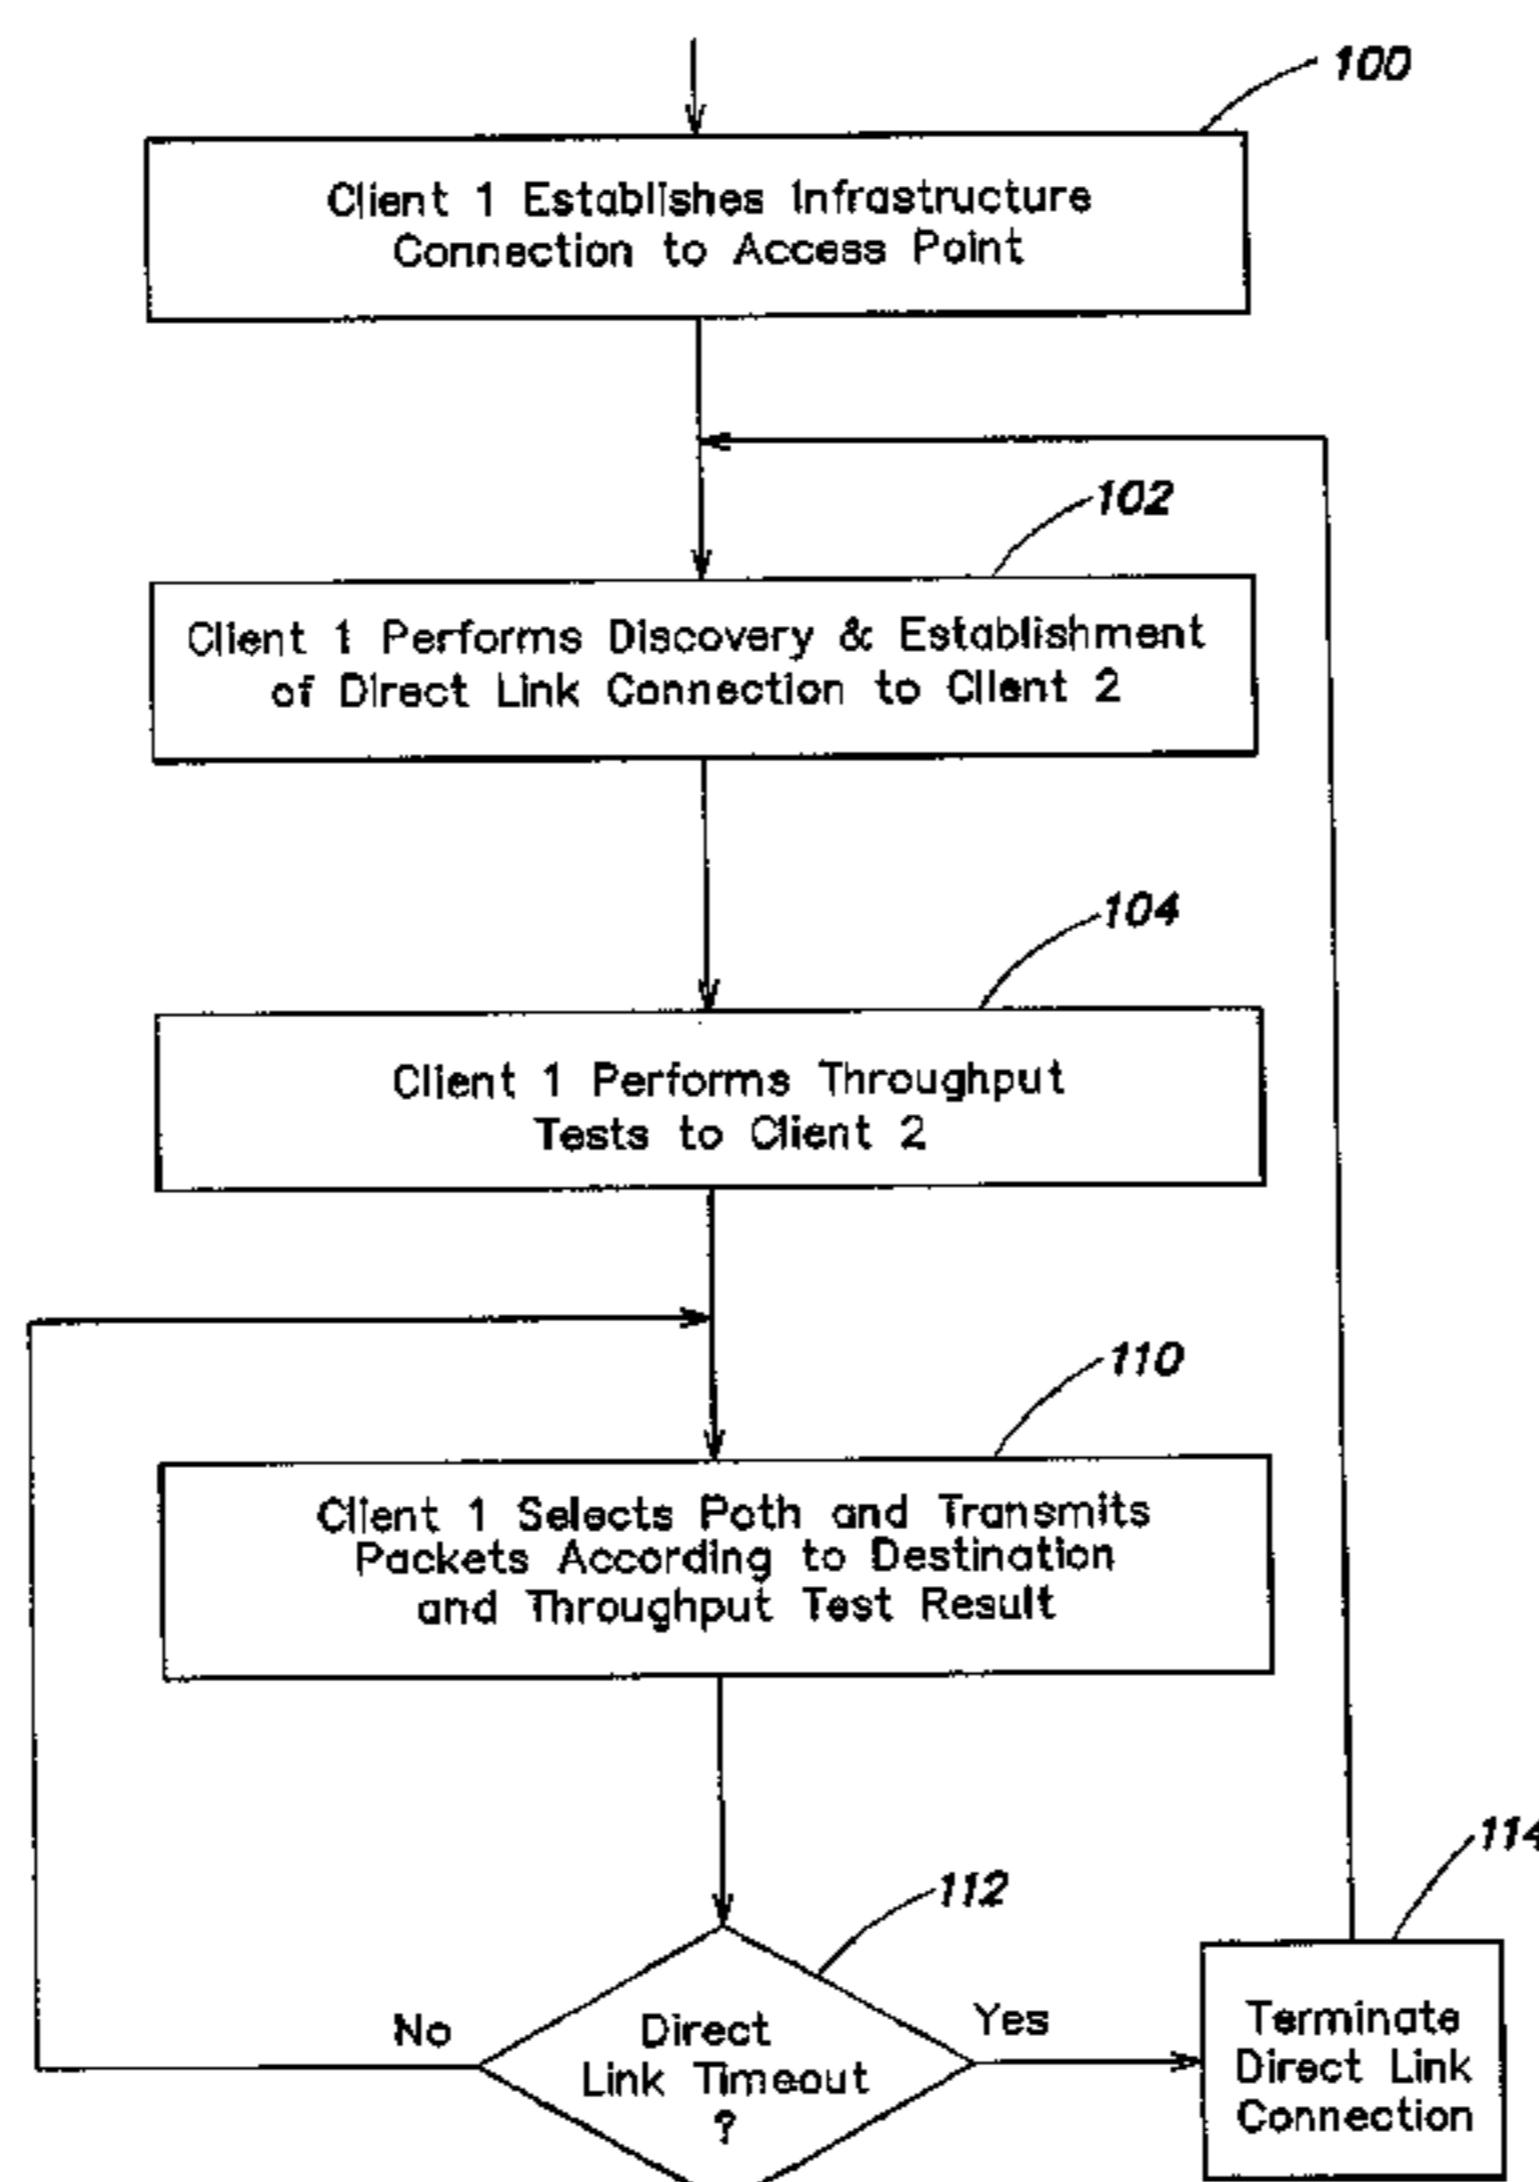 100
Client 1 Establishes Infrastructure
Connection to Access Point
102
Client 1 Performs Discovery & Establishment
of Direct Link Connection to Client 2
104
Client 1 Performs Throughput
Tests to Client 2
110
Client 1 Selects Path and Transmits
Packets According to Destination
and Throughput Test Result
112
114
No
Direct
Link Timeout
?
Yes
Terminate
Direct Link
Connection